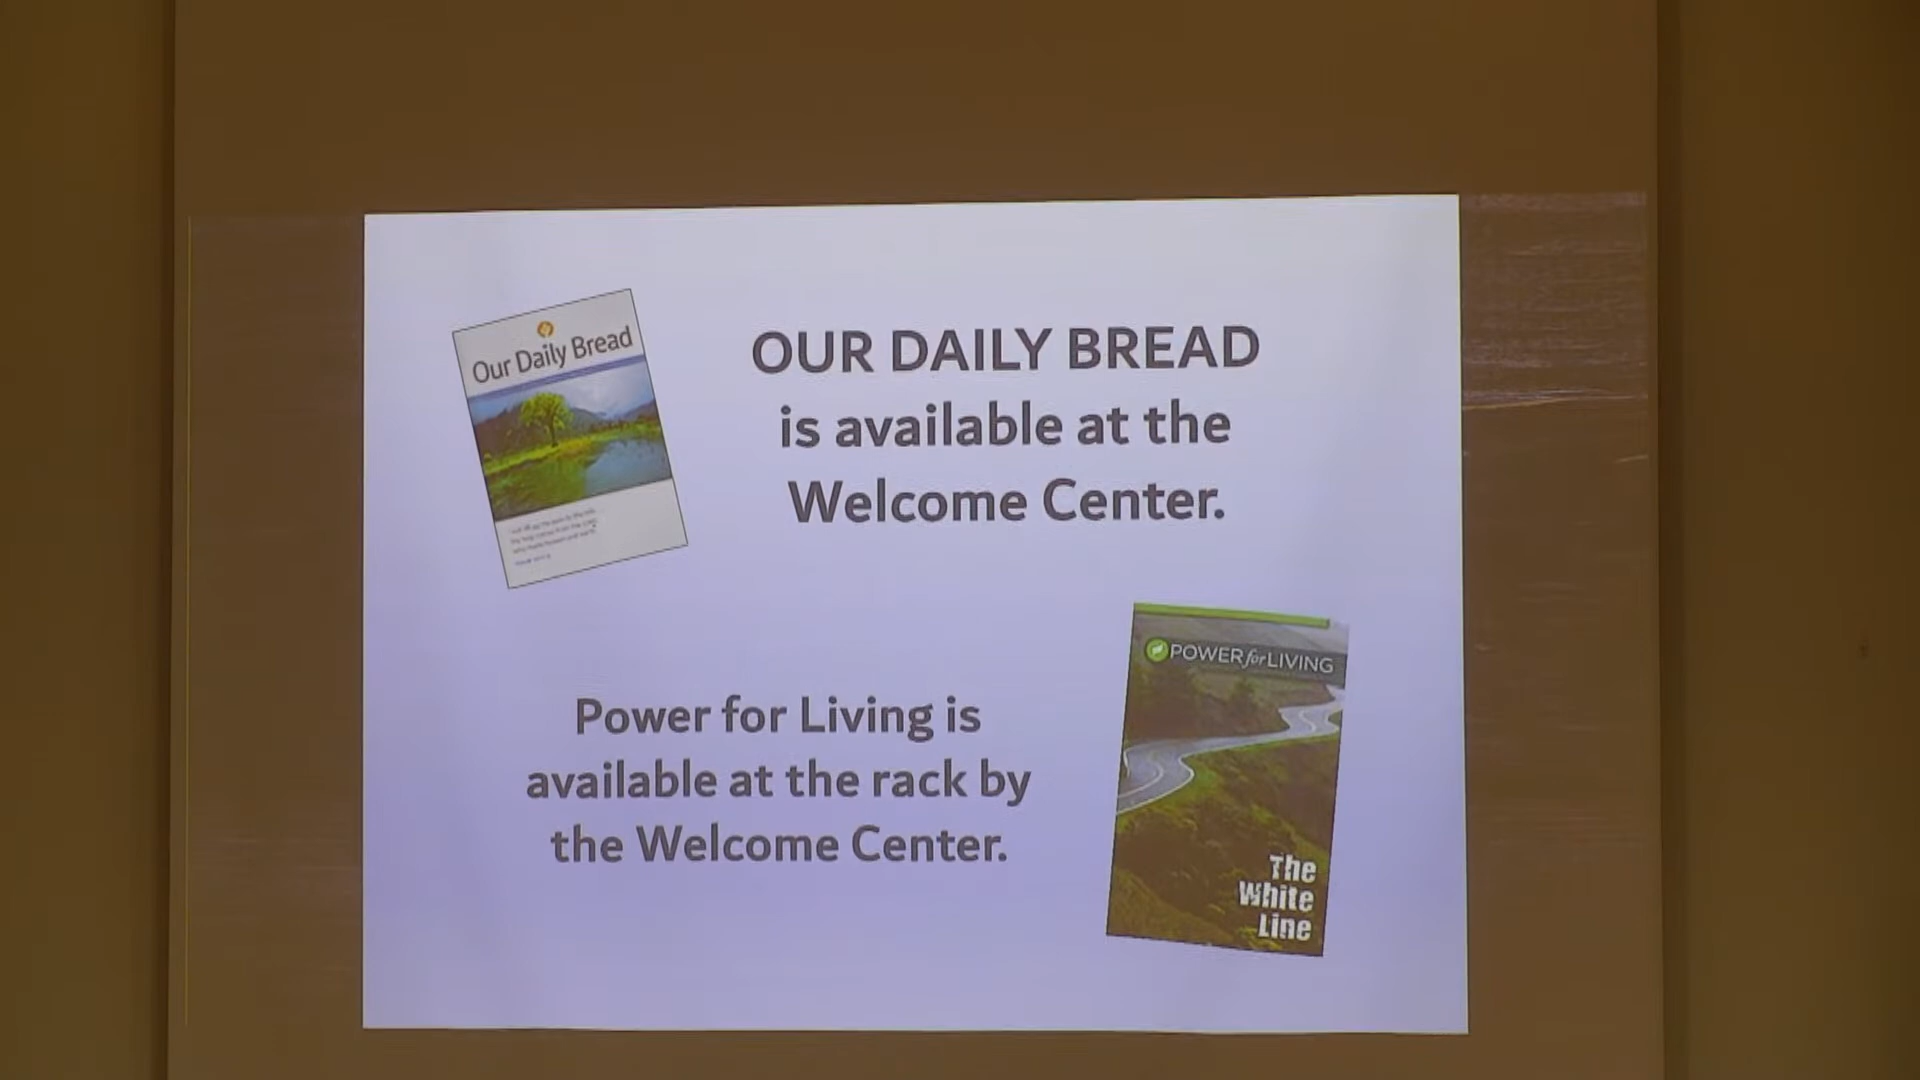 Our Daily Bread
OUR DAILY BREAD
is available at the
Welcome Center.
POWER for LIVING
Power for Living is
available at the rack by
the Welcome Center.
The
White
Line